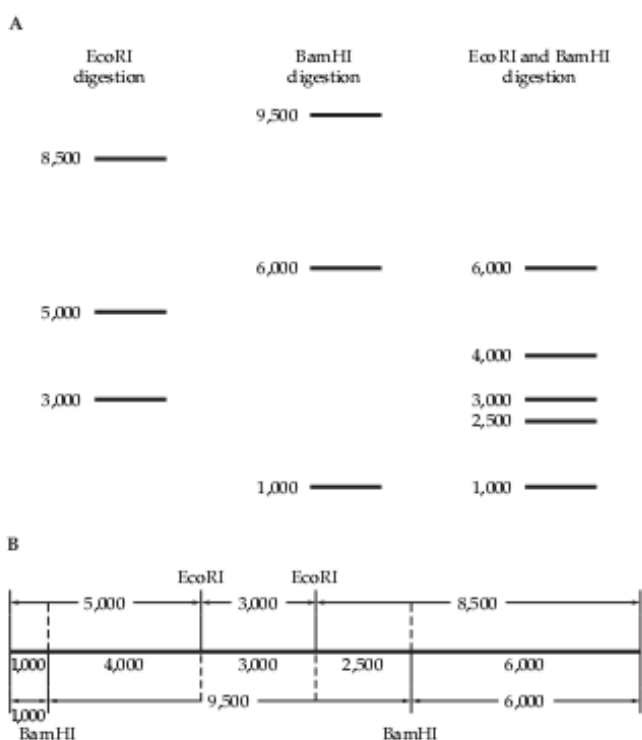 A
EcoRI BamHI EcoRI and BamHI
digestion digestion digestion
9,500
8,500
6,000 6,000
5,000
4,000
3,000 3,000
2,500
1,000 1,000
B
EcoRI EcoRI
5,000 3,000 8,500
1,000 4,000 3,000 2,500 6,000
9,500 6,000
1,000
BamHI BamHI